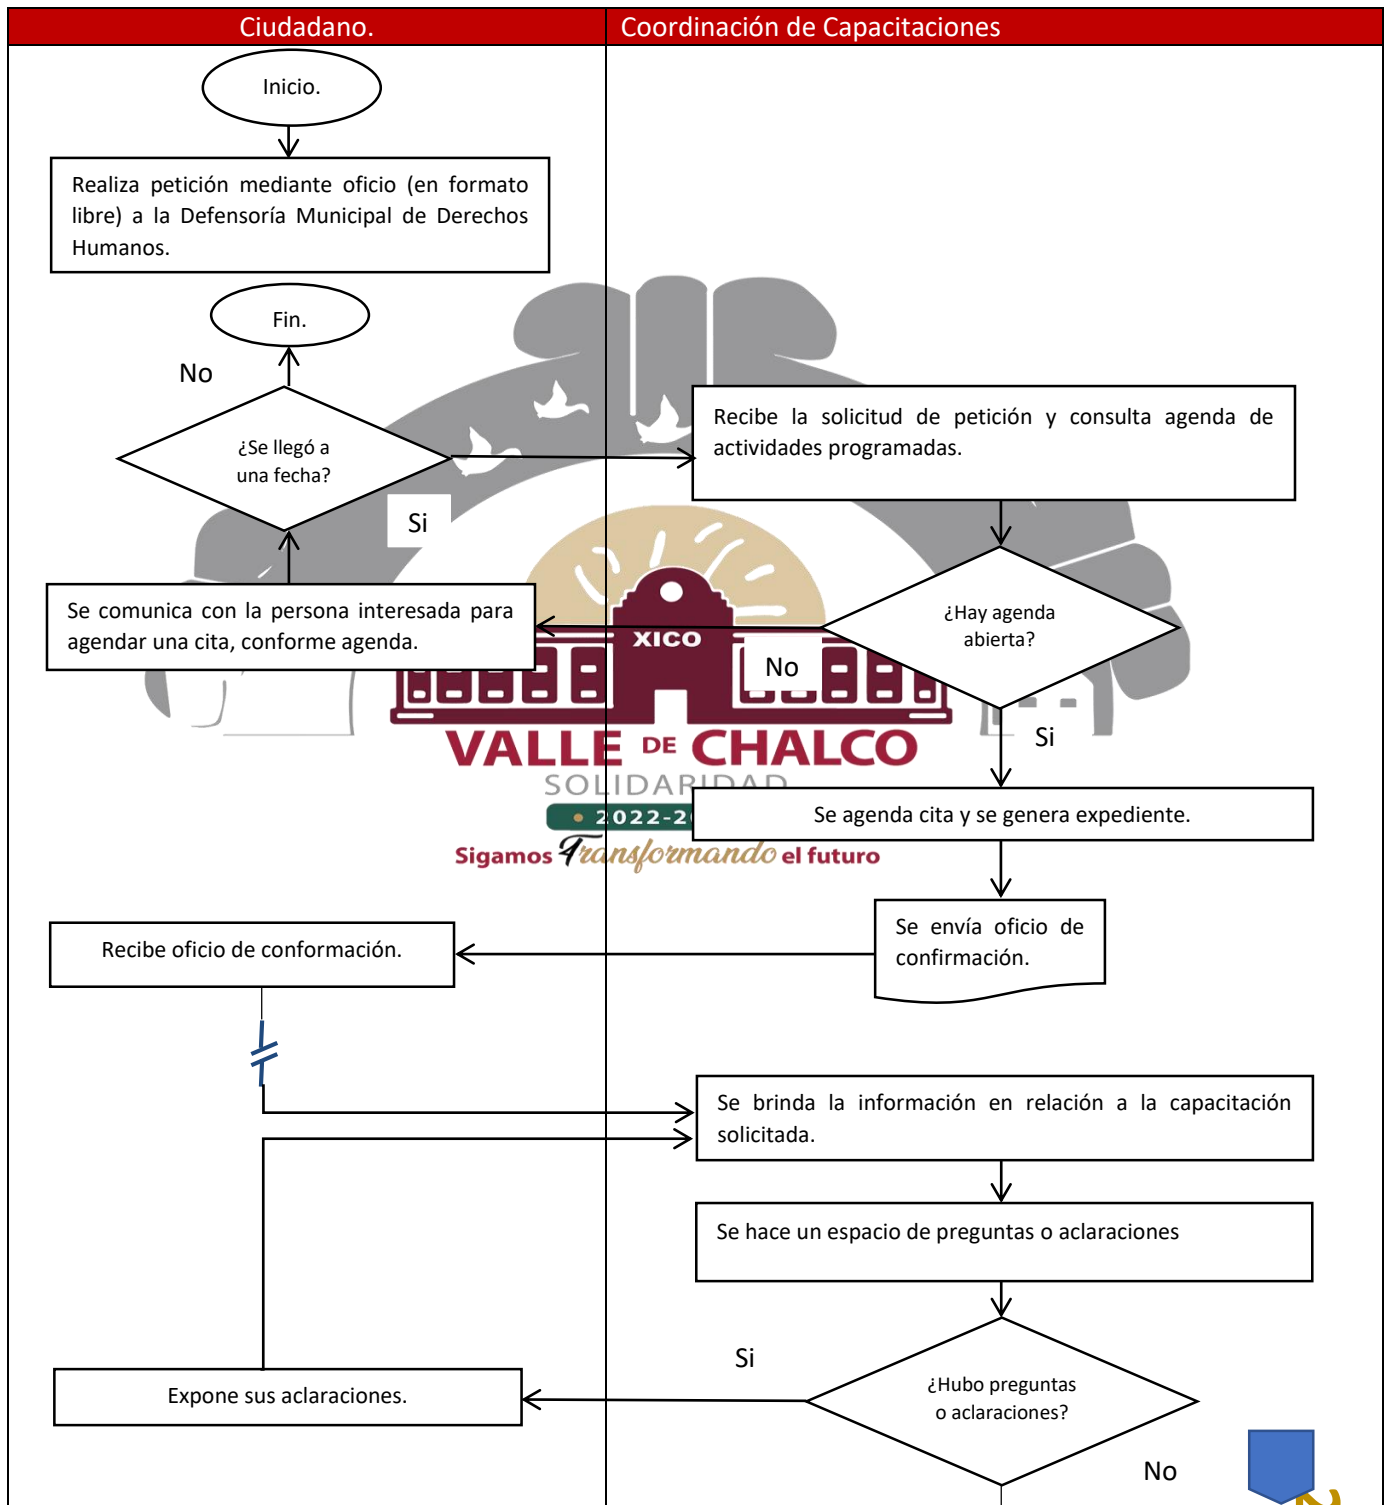 Ciudadano.
Coordinación de Capacitaciones
Inicio.
Realiza petición mediante oficio (en formato
libre) a la Defensoría Municipal de Derechos
Humanos.
Fin.
No
¿Se llegó a
una fecha?
Si
Recibe la solicitud de petición y consulta agenda de
actividades programadas.
Se comunica con la persona interesada para
agendar una cita, conforme agenda.
¿Hay agenda
abierta?
No
Si
XICO
VALLE DE CHALCO
SOLIDARIDAD
2022-2
Sigamos Transformando el futuro
Se agenda cita y se genera expediente.
Se envía oficio de
confirmación.
Recibe oficio de conformación.
Se brinda la información en relación a la capacitación
solicitada.
Se hace un espacio de preguntas o aclaraciones
Si
¿Hubo preguntas
o aclaraciones?
Expone sus aclaraciones.
No